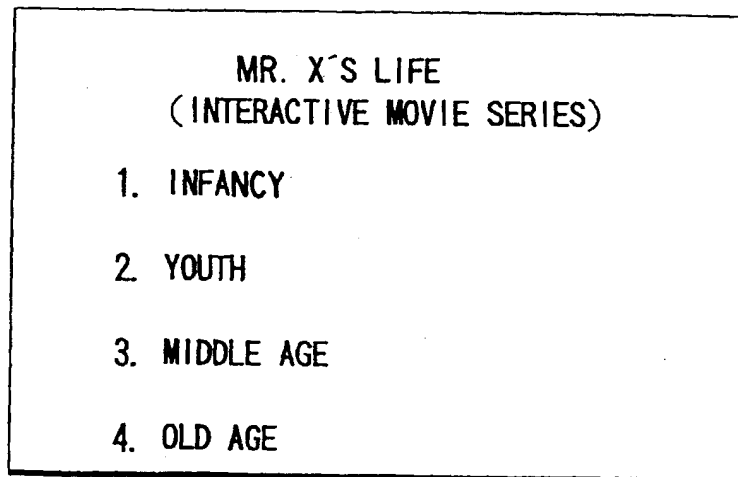 MR. X´S LIFE
(INTERACTIVE MOVIE SERIES)
1. INFANCY
2. YOUTH
3. MIDDLE AGE
4. OLD AGE